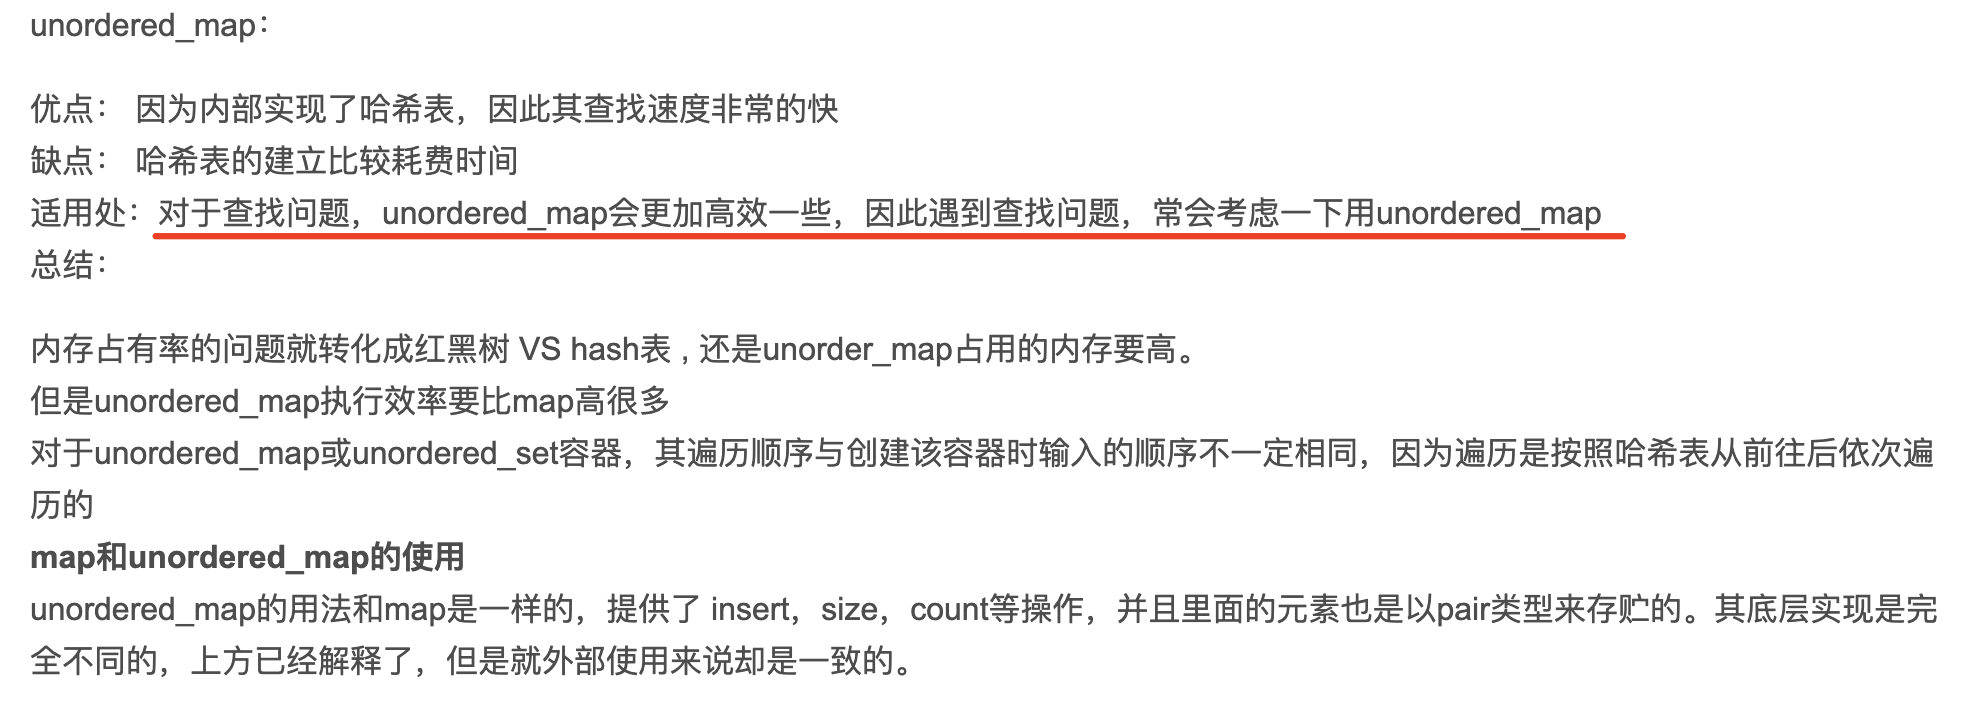 unordered_map：
优点： 因为内部实现了哈希表，因此其查找速度非常的快
缺点： 哈希表的建立比较耗费时间
适用处：对于查找问题，unordered_map会更加高效一些，因此遇到查找问题，常会考虑一下用unordered_map
总结：
内存占有率的问题就转化成红黑树 VS hash表 , 还是unorder_map占用的内存要高。
但是unordered_map执行效率要比map高很多
对于unordered_map或unordered_set容器，其遍历顺序与创建该容器时输入的顺序不一定相同，因为遍历是按照哈希表从前往后依次遍
历的
map和unordered_map的使用
unordered_map的用法和map是一样的，提供了 insert，size，count等操作，并且里面的元素也是以pair类型来存贮的。其底层实现是完
全不同的，上方已经解释了，但是就外部使用来说却是一致的。